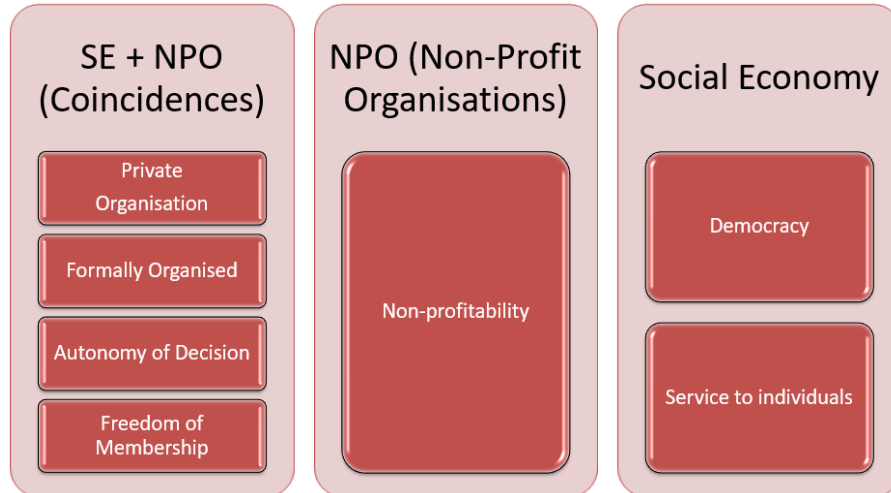 SE + NPO
(Coincidences)
Private
Organisation
Formally Organised
Autonomy of Decision
Freedom of
Membership
NPO (Non-Profit
Organisations)
Non-profitability
Social Economy
Democracy
Service to individuals